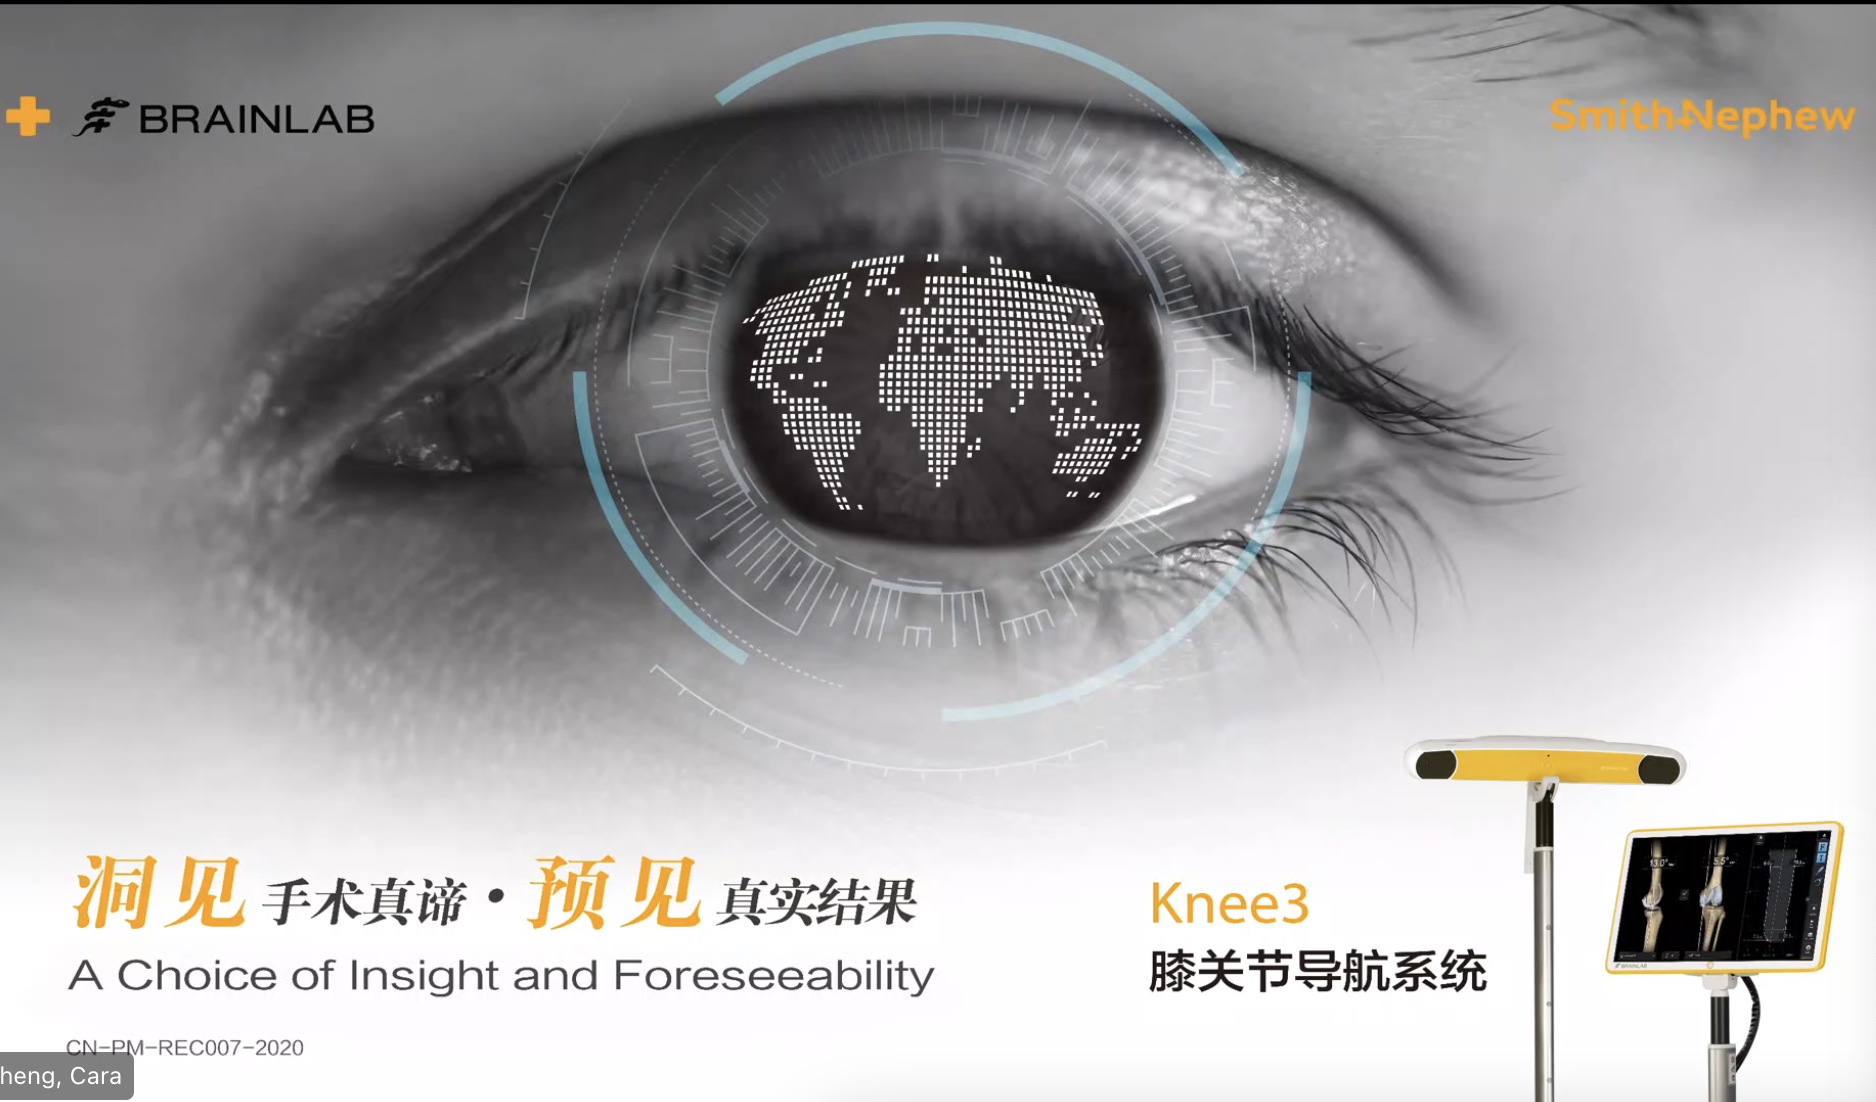 BRAINLAB
Smith+Nephew
洞见手术真谛·预见真实结果
A Choice of Insight and Foreseeability
Knee3
膝关节导航系统
CN-PM-REC007-2020
heng, Cara
13.0°
5.5°
BRAINLAB